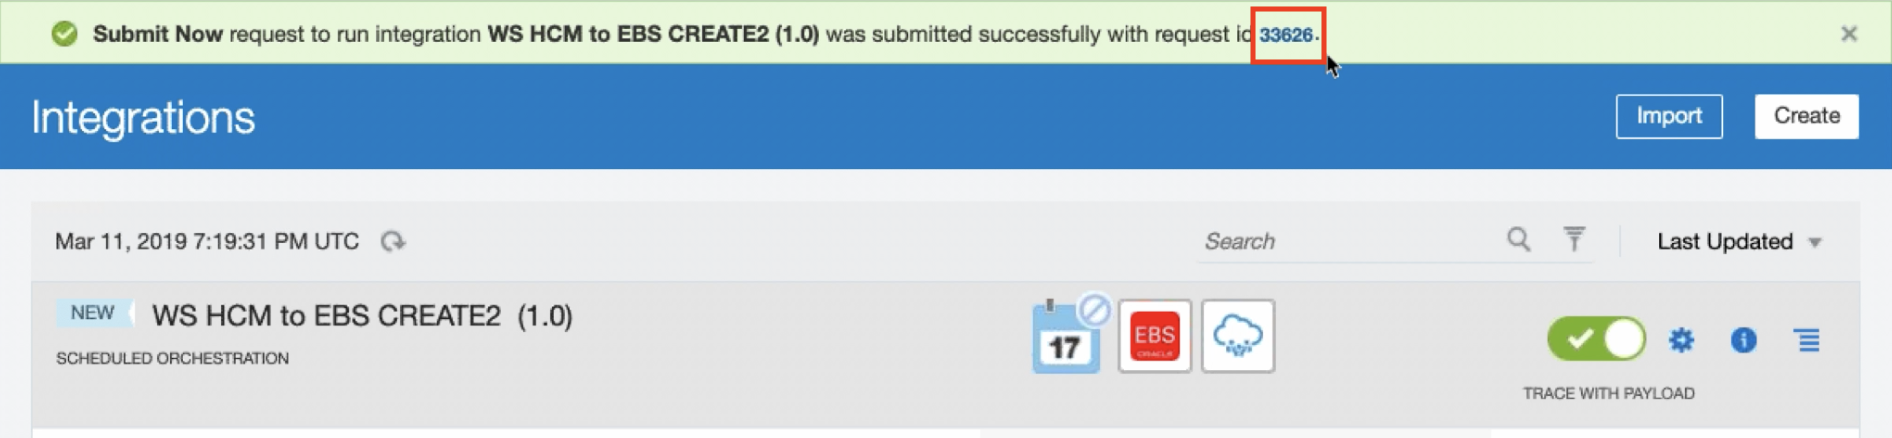 Submit Now request to run integration WS HCM to EBS CREATE2 (1.0) was submitted successfully with request id 33626.
Integrations
Import
Create
Mar 11, 2019 7:19:31 PM UTC
Search
Last Updated
NEW
WS HCM to EBS CREATE2 (1.0)
17
EBS
ORACLE
SCHEDULED ORCHESTRATION
TRACE WITH PAYLOAD